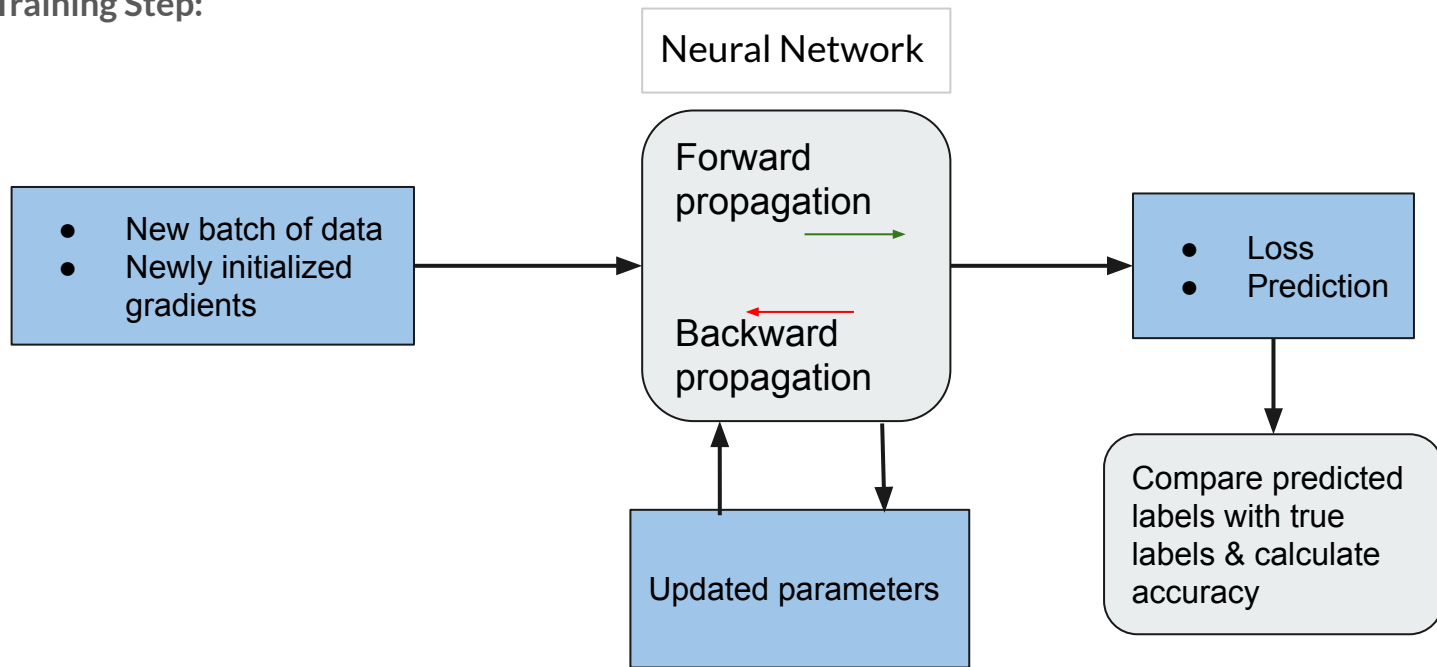 Training Step:
Neural Network
Forward
propagation
● New batch of data
● Newly initialized
gradients
● Loss
● Prediction
Backward
propagation
Updated parameters
Compare predicted
labels with true
labels & calculate
accuracy